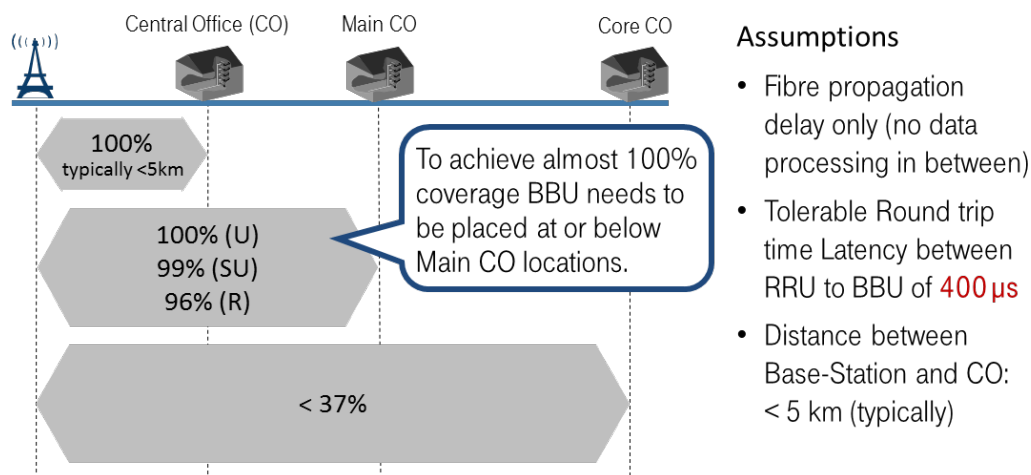 Central Office (CO)
Main CO
Core CO
100%
typically <5km
100% (U)
99% (SU)
96% (R)
To achieve almost 100%
coverage BBU needs to
be placed at or below
Main CO locations.
< 37%
Assumptions
• Fibre propagation
delay only (no data
processing in between)
• Tolerable Round trip
time Latency between
RRU to BBU of 400 µs
• Distance between
Base-Station and CO:
< 5 km (typically)